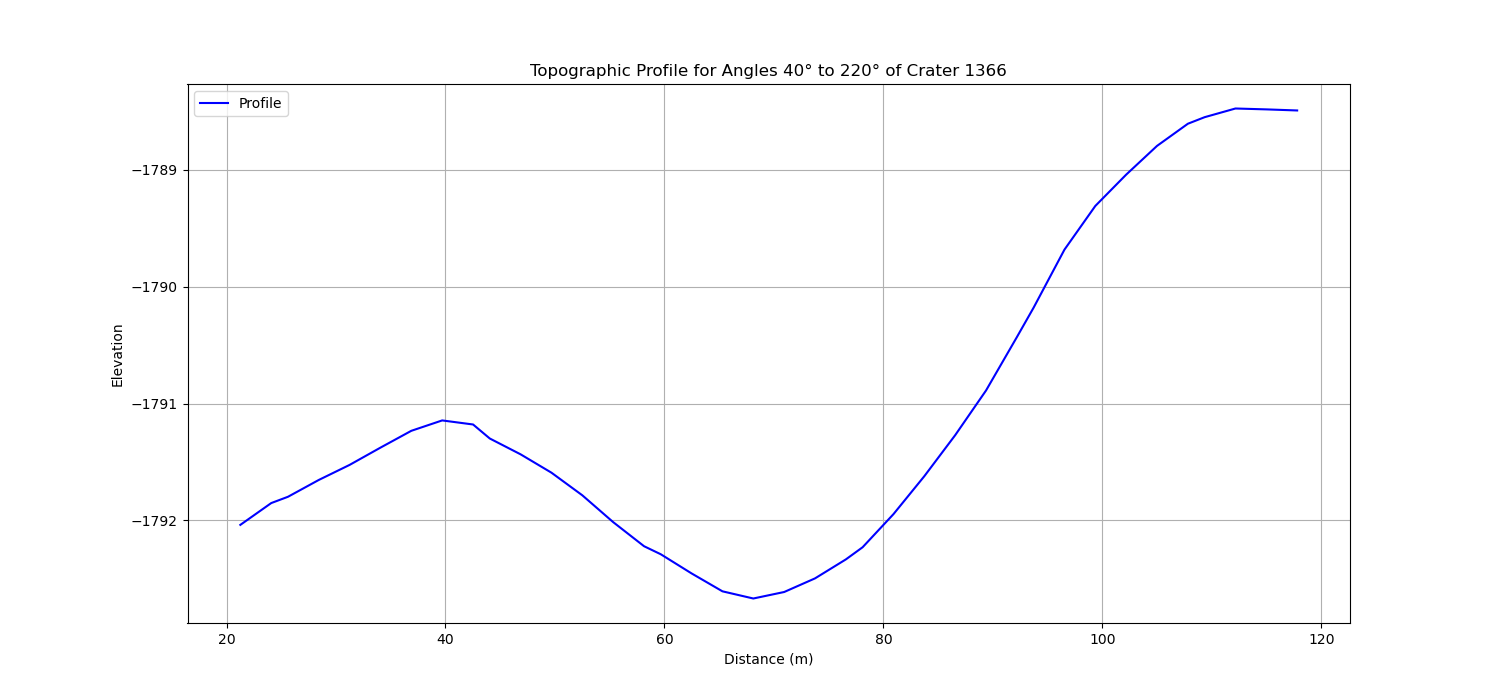 Topographic Profile for Angles 40° to 220° of Crater 1366
Profile
−1789
−1790
−1791
−1792
Elevation
20
40
60
80
100
120
Distance (m)